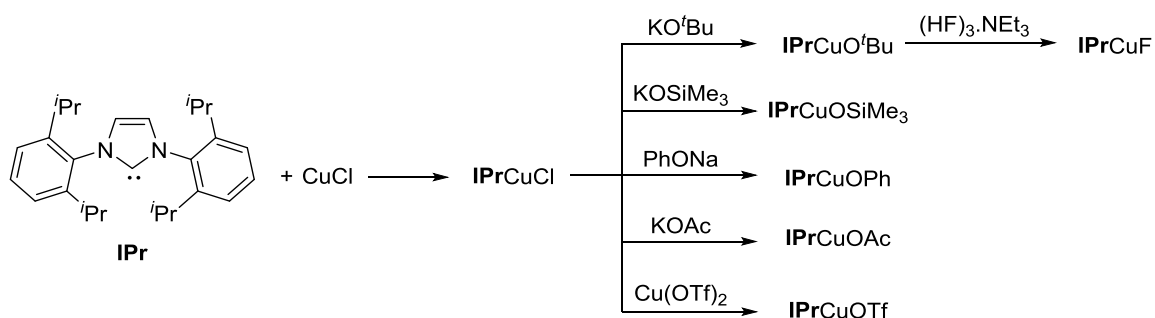 KOᵗBu
(HF)₃.NEt₃
IPrCuOᵗBu
IPrCuF
ⁱPr
ⁱPr
KOSiMe₃
IPrCuOSiMe₃
N
N
PhONa
+ CuCl
IPrCuCl
IPrCuOPh
ⁱPr
ⁱPr
KOAc
IPrCuOAc
IPr
Cu(OTf)₂
IPrCuOTf